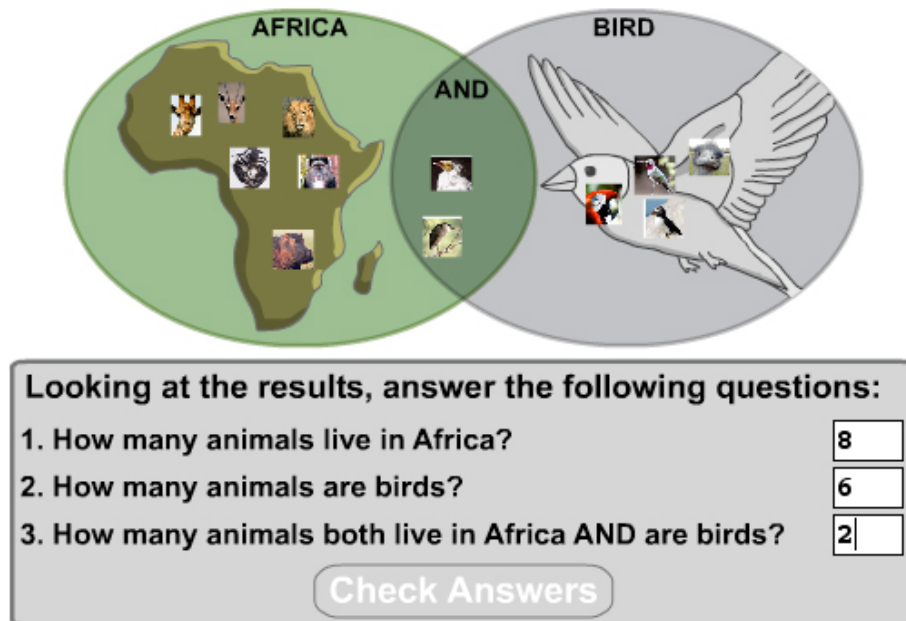 AFRICA
BIRD
AND
Looking at the results, answer the following questions:
1. How many animals live in Africa? 8
2. How many animals are birds? 6
3. How many animals both live in Africa AND are birds? 2
Check Answers